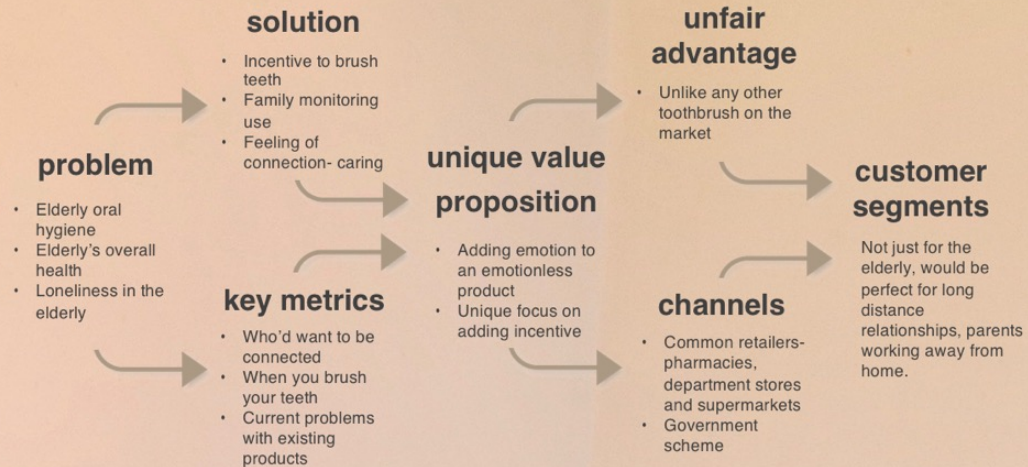 problem
• Elderly oral
hygiene
• Elderly's overall
health
• Loneliness in the
elderly
solution
• Incentive to brush
teeth
• Family monitoring
use
• Feeling of
connection- caring
key metrics
• Who'd want to be
connected
• When you brush
your teeth
• Current problems
with existing
products
unique value
proposition
• Adding emotion to
an emotionless
product
• Unique focus on
adding incentive
unfair
advantage
• Unlike any other
toothbrush on the
market
channels
• Common retailers-
pharmacies,
department stores
and supermarkets
• Government
scheme
customer
segments
Not just for the
elderly, would be
perfect for long
distance
relationships, parents
working away from
home.